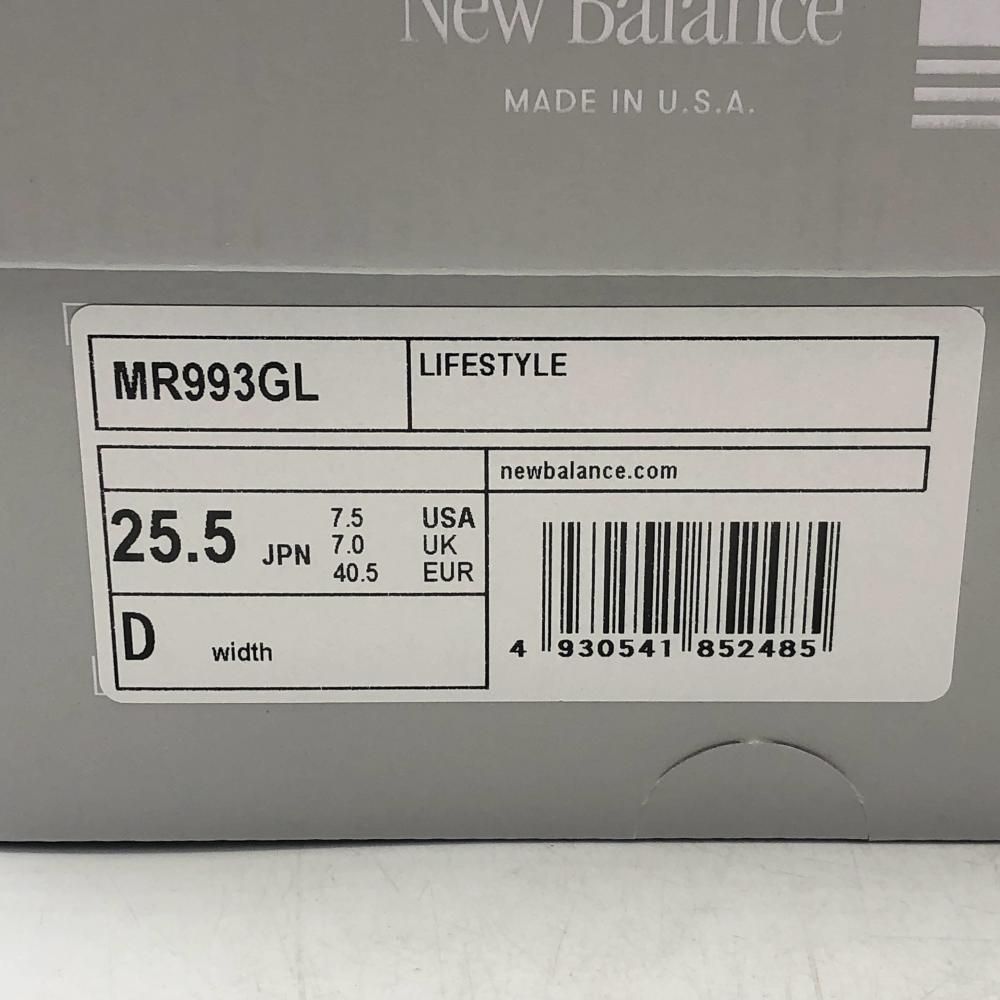 New Balance
MADE IN U.S.A.
MR993GL
LIFESTYLE
newbalance.com
25.5 JPN
7.5 USA
7.0 UK
40.5 EUR
D width
4 930541 852485